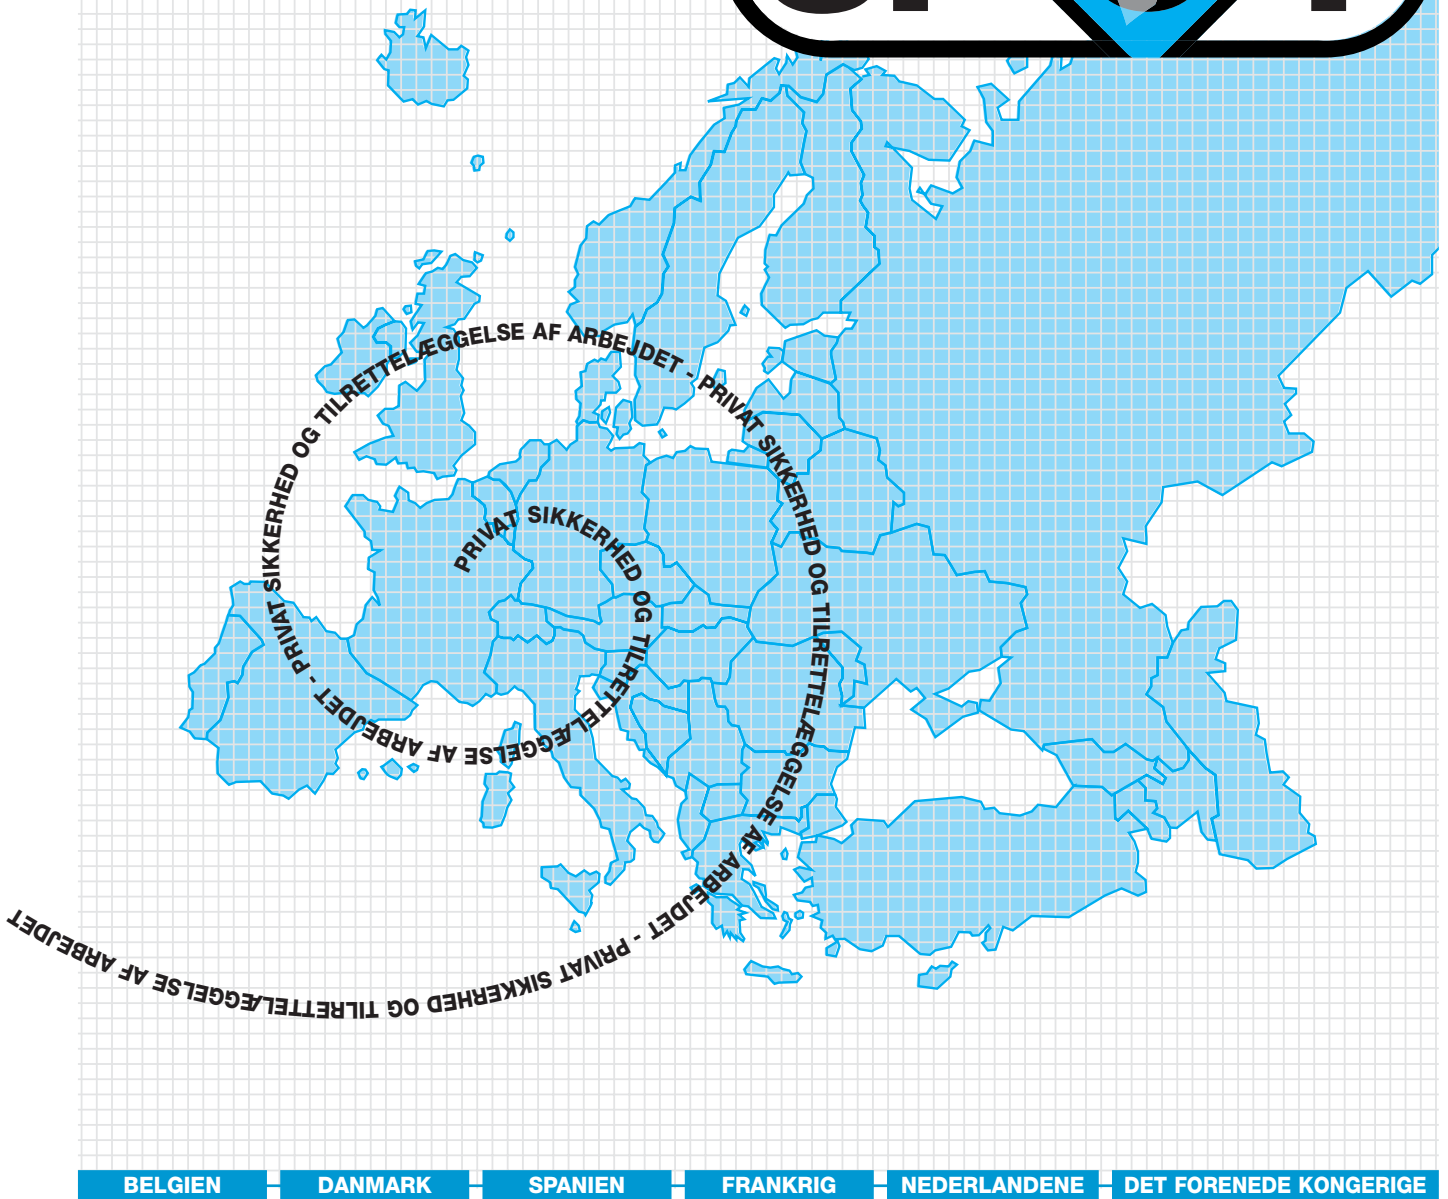 PRIVAT SIKKERHED OG TILRETTELÆGGELSE AF ARBEJDET - PRIVAT SIKKERHED OG TILRETTELÆGGELSE AF ARBEJDET - PRIVAT SIKKERHED OG TILRETTELÆGGELSE AF ARBEJDET - PRIVAT SIKKERHED OG TILRETTELÆGGELSE AF ARBEJDET
BELGIEN DANMARK SPANIEN FRANKRIG NEDERLANDENE DET FORENEDE KONGERIGE